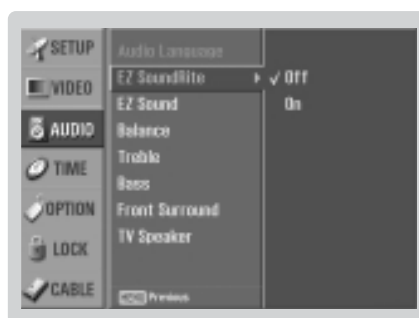 SETUP
VIDEO
AUDIO
TIME
OPTION
LOCK
CABLE
Audio Language
EZ SoundRite
EZ Sound
Balance
Treble
Bass
Front Surround
TV Speaker
Previous
Off
On